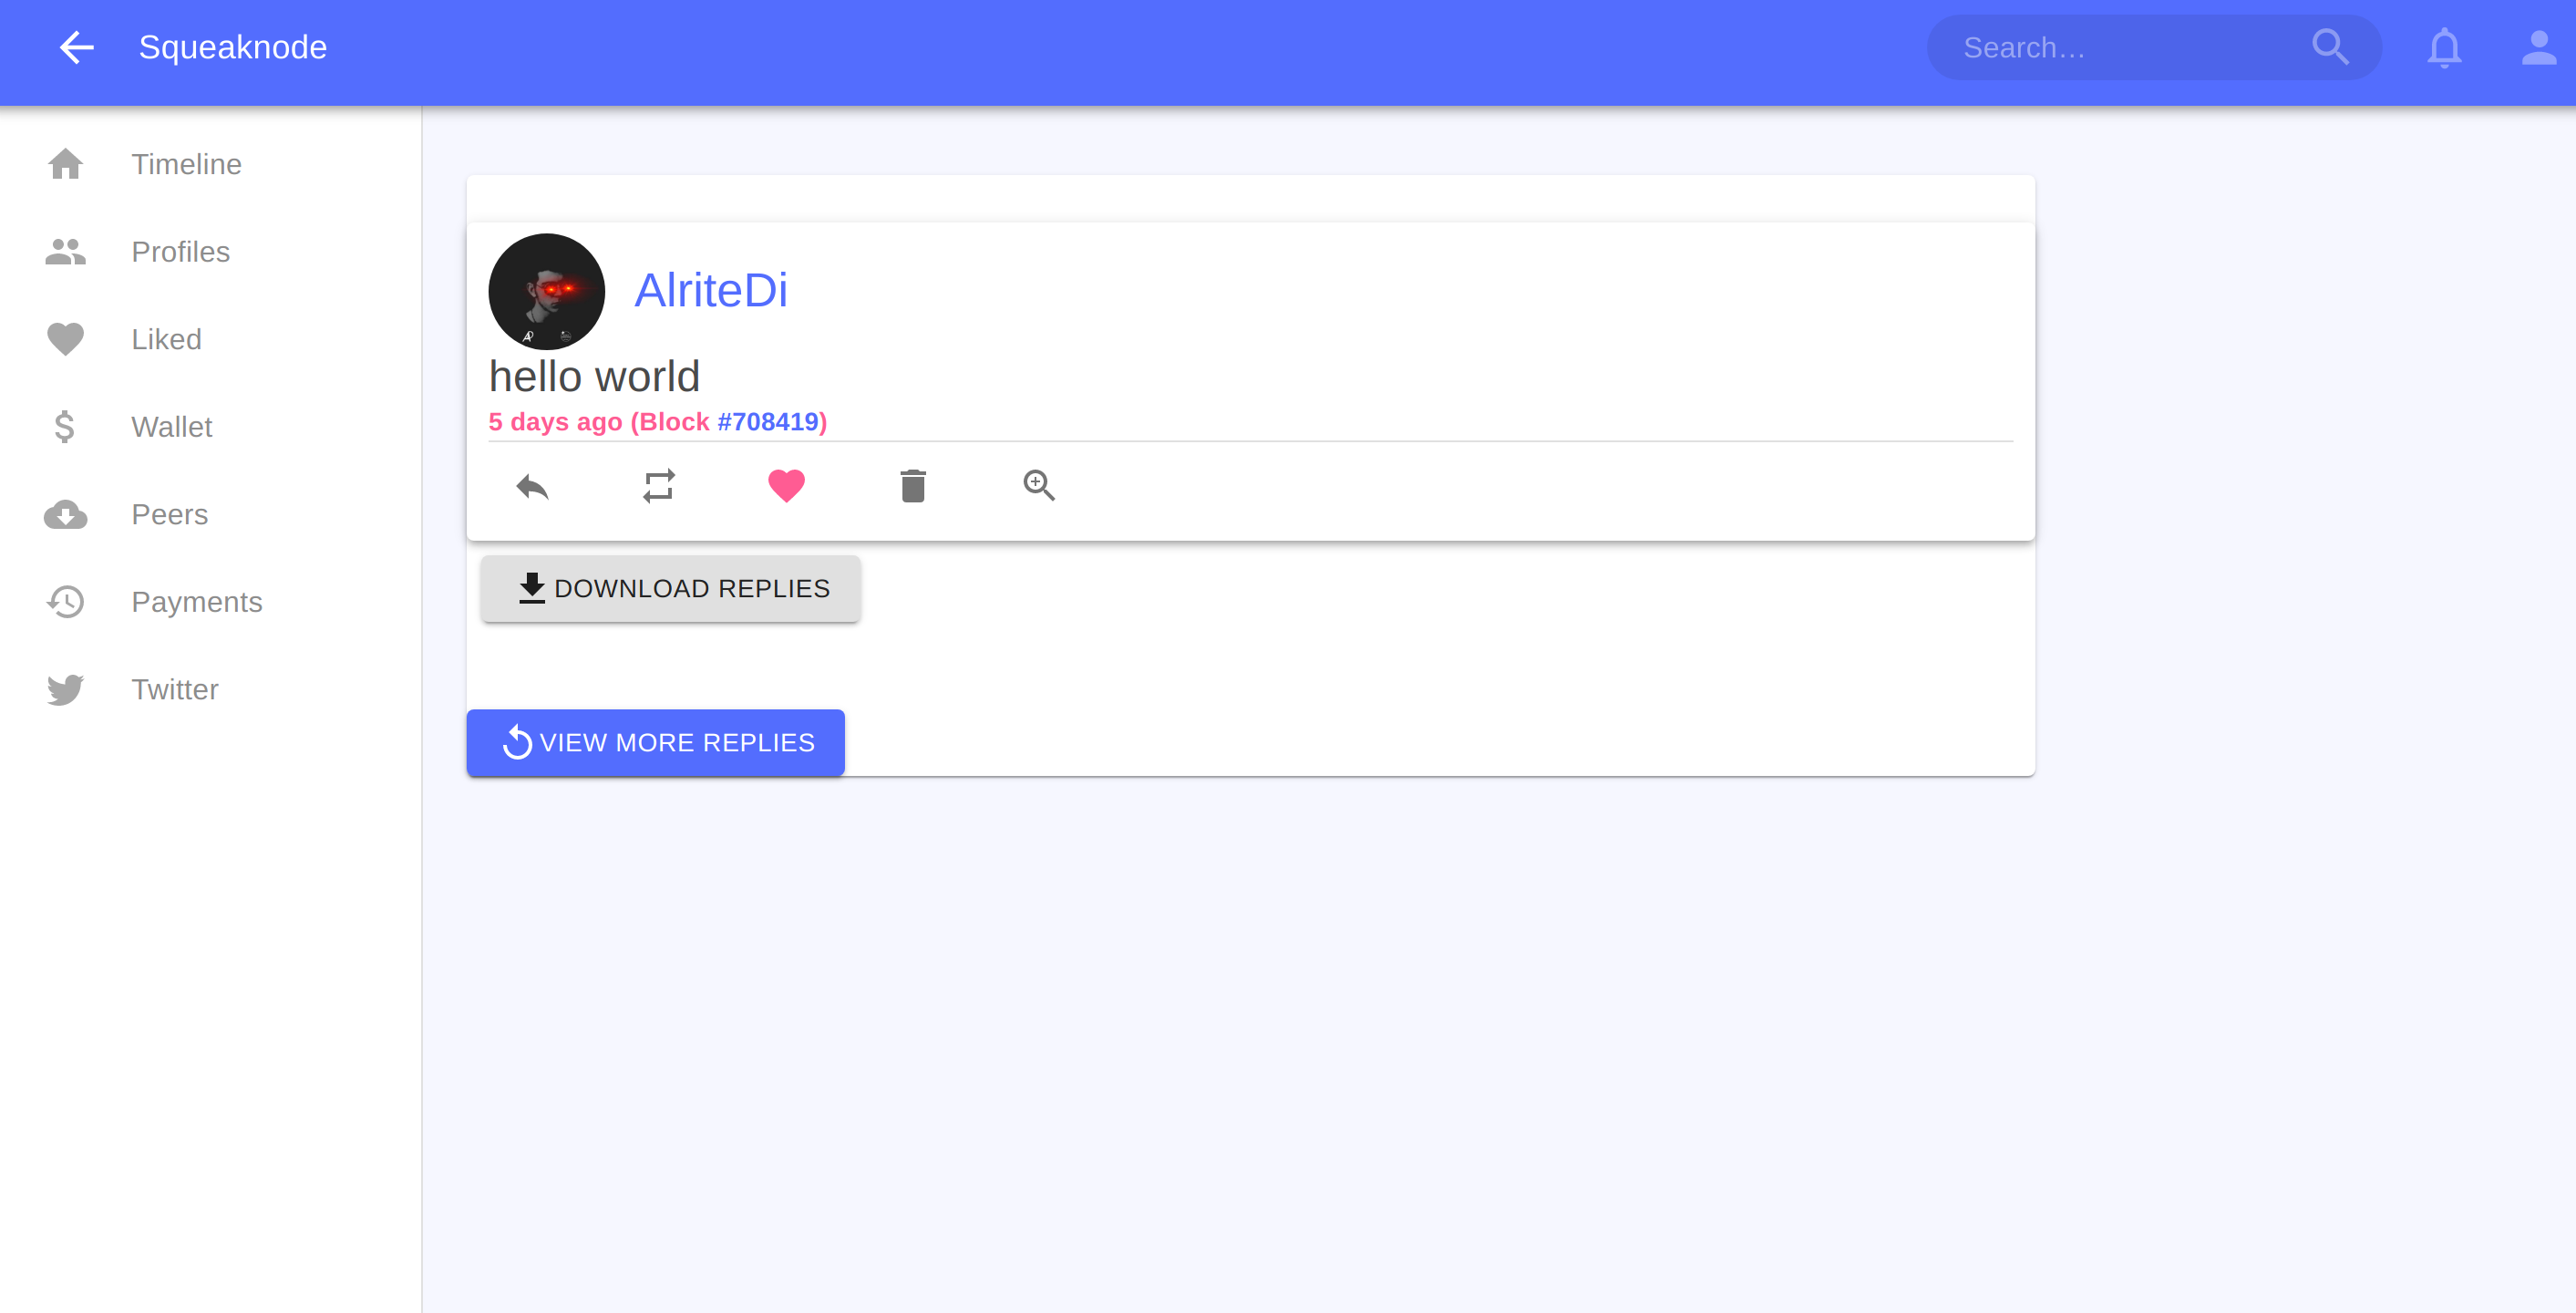 Squeaknode
Search...
Timeline
Profiles
Liked
Wallet
Peers
Payments
Twitter
AlriteDi
hello world
5 days ago (Block #708419)
DOWNLOAD REPLIES
VIEW MORE REPLIES